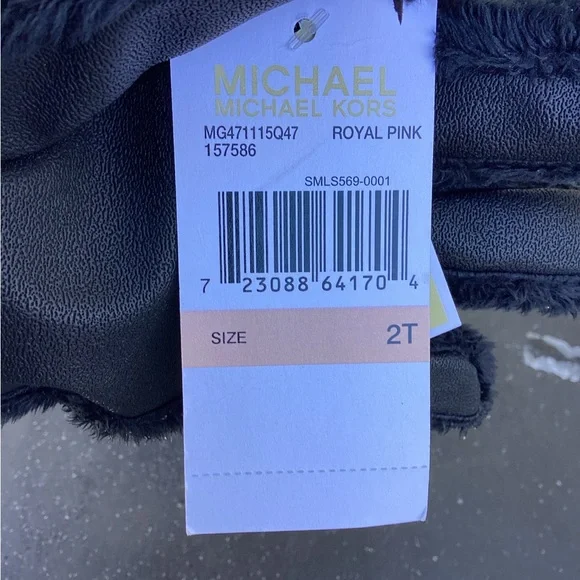 MICHAEL
MICHAEL KORS
MG471115Q47 ROYAL PINK
157586
SMLS569-0001
7 23088 64170 4
SIZE 2T